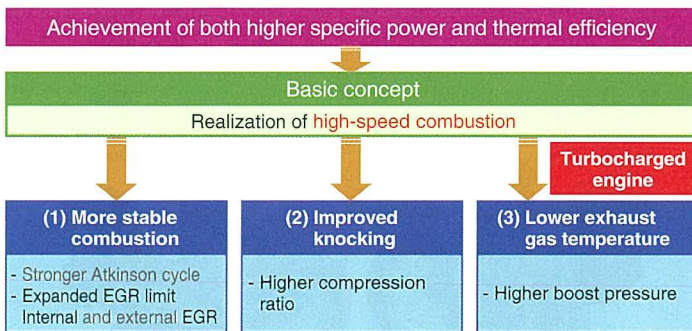 Achievement of both higher specific power and thermal efficiency
Basic concept
Realization of high-speed combustion
Turbocharged
engine
(1) More stable
combustion
- Stronger Atkinson cycle
- Expanded EGR limit
Internal and external EGR
(2) Improved
knocking
- Higher compression
ratio
(3) Lower exhaust
gas temperature
- Higher boost pressure